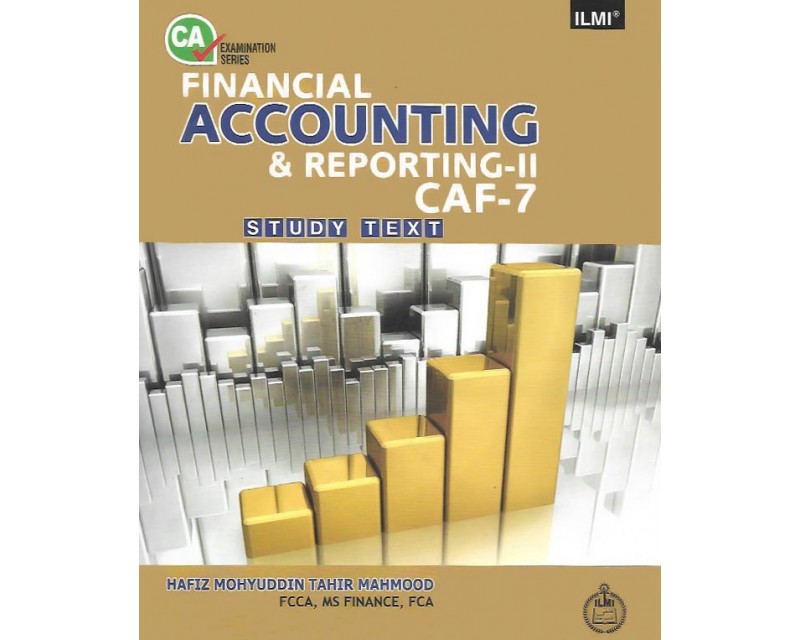 ILMI®
CA
EXAMINATION
SERIES
FINANCIAL
ACCOUNTING
& REPORTING-II
CAF-7
STUDY TEXT
HAFIZ MOHYUDDIN TAHIR MAHMOOD
FCCA, MS FINANCE, FCA
ILMI